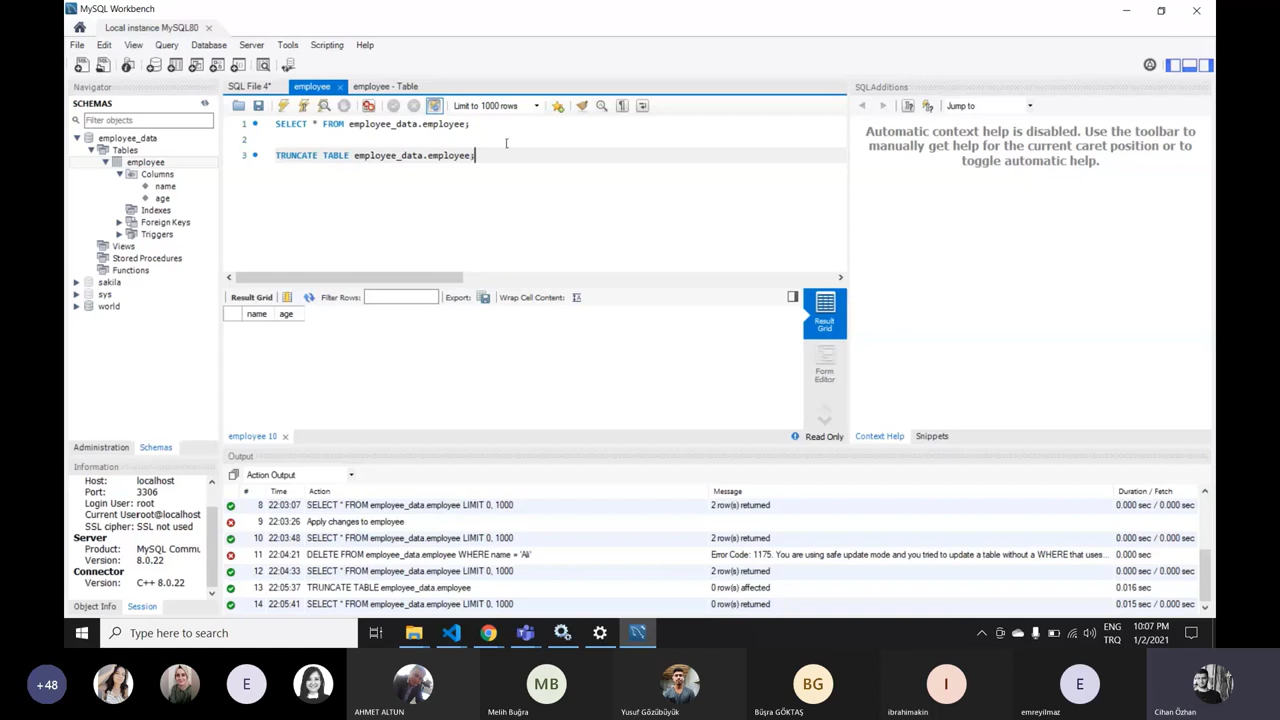 MySQL Workbench
Local instance MySQL80
File Edit View Query Database Server Tools Scripting Help
Navigator
SCHEMAS
Filter objects
employee_data
Tables
employee
Columns
name
age
Indexes
Foreign Keys
Triggers
Views
Stored Procedures
Functions
sakila
sys
world
Administration Schemas
Information
Host: localhost
Port: 3306
Login User: root
Current User root@localhost
SSL cipher: SSL not used
Server
Product: MySQL Commu
Version: 8.0.22
Connector
Version: C++ 8.0.22
Object Info Session
SQL File 4* employee employee - Table
Limit to 1000 rows
1 SELECT * FROM employee_data.employee;
2
3 TRUNCATE TABLE employee_data.employee;
Result Grid Filter Rows: Export: Wrap Cell Content:
name age
Result Grid
Form Editor
employee 10
Read Only
SQLAdditions
Jump to
Automatic context help is disabled. Use the toolbar to
manually get help for the current caret position or to
toggle automatic help.
Context Help Snippets
Output
Action Output
# Time Action Message Duration / Fetch
8 22:03:07 SELECT * FROM employee_data.employee LIMIT 0, 1000 2 row(s) returned 0.000 sec / 0.000 sec
9 22:03:26 Apply changes to employee
10 22:03:48 SELECT * FROM employee_data.employee LIMIT 0, 1000 2 row(s) returned 0.000 sec / 0.000 sec
11 22:04:21 DELETE FROM employee_data.employee WHERE name = 'Ali' Error Code: 1175. You are using safe update mode and you tried to update a table without a WHERE that uses... 0.000 sec
12 22:04:33 SELECT * FROM employee_data.employee LIMIT 0, 1000 2 row(s) returned 0.000 sec / 0.000 sec
13 22:05:37 TRUNCATE TABLE employee_data.employee 0 row(s) affected 0.016 sec
14 22:05:41 SELECT * FROM employee_data.employee LIMIT 0, 1000 0 row(s) returned 0.015 sec / 0.000 sec
Type here to search
ENG
TRQ
10:07 PM
1/2/2021
+48
E
AHMET ALTUN
MB
Melih Buğra
Yusuf Gözübüyük
BG
Büşra GÖKTAŞ
I
ibrahimakin
E
emreyilmaz
Cihan Özhan